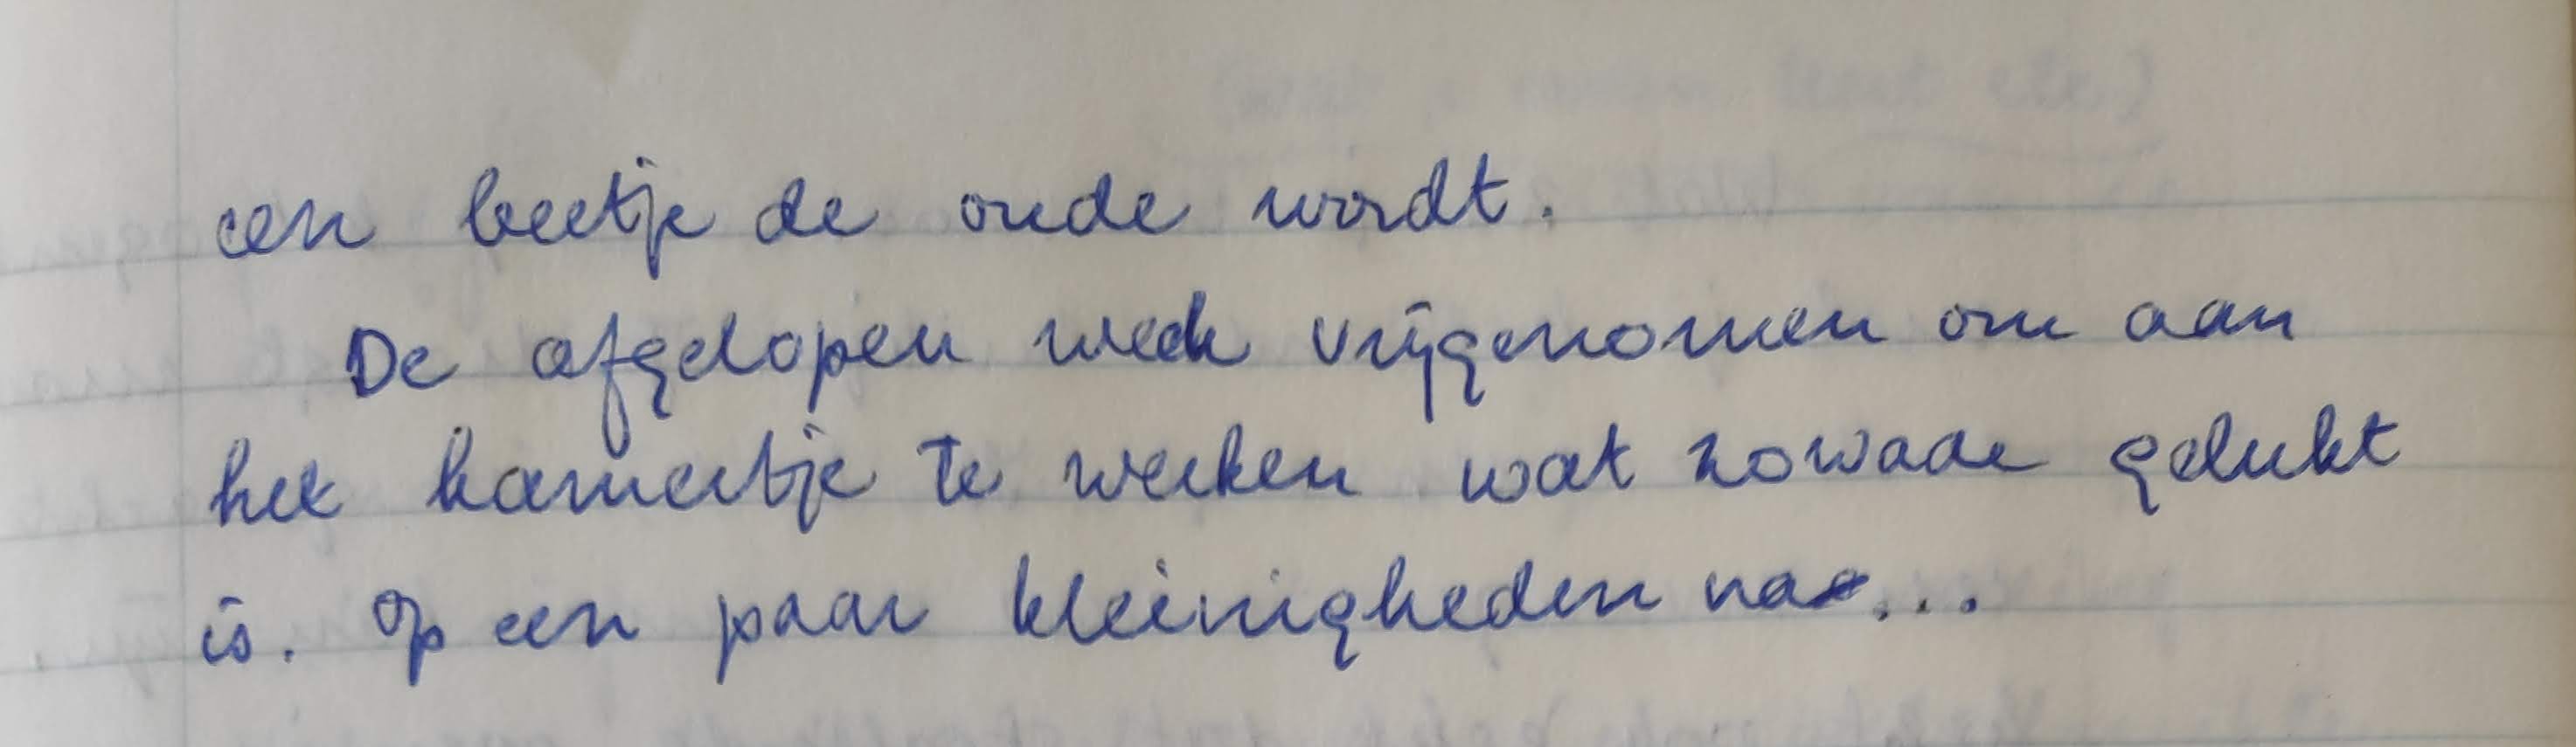 een beetje de oude wordt.
De afgelopen week vrijgenomen om aan
het kamertje te werken wat zowaar gelukt
is. Op een paar kleinigheden na...